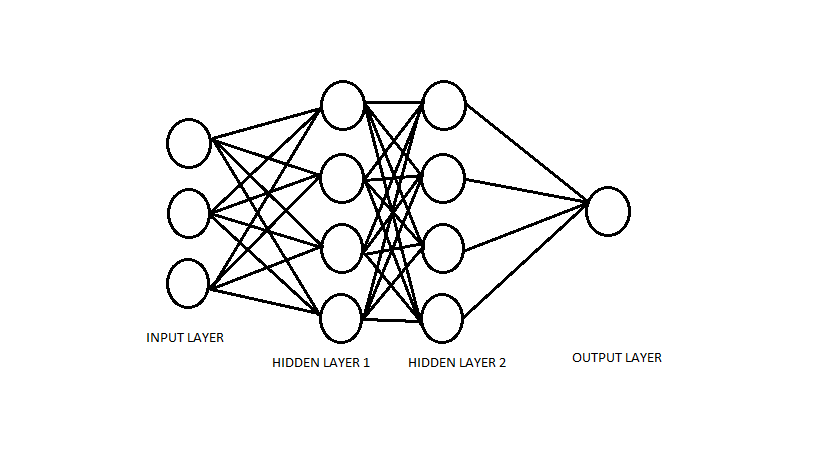 INPUT LAYER
HIDDEN LAYER 1
HIDDEN LAYER 2
OUTPUT LAYER